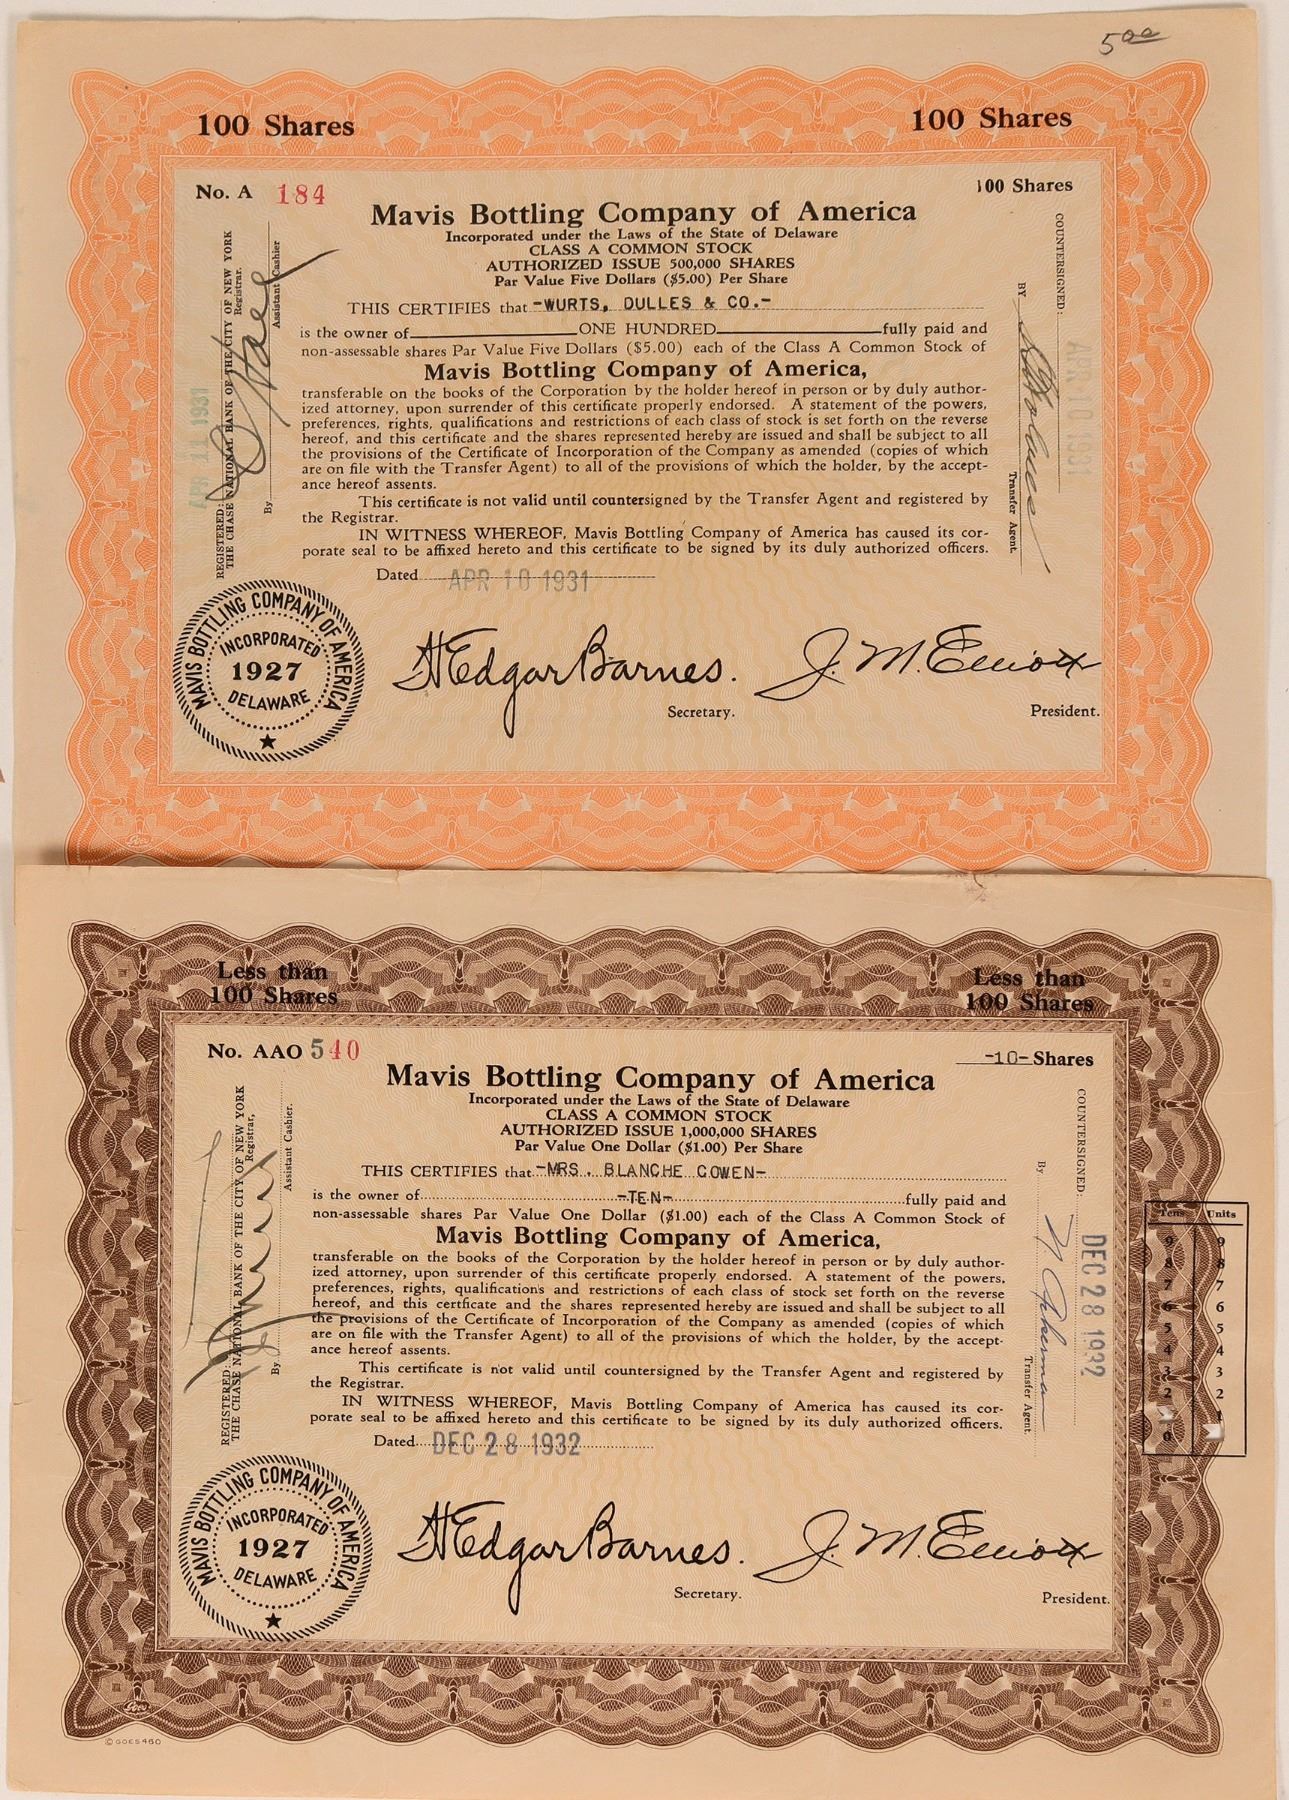 5.00
100 Shares
100 Shares
No. A 184
100 Shares
Mavis Bottling Company of America
Incorporated under the Laws of the State of Delaware
CLASS A COMMON STOCK
AUTHORIZED ISSUE 500,000 SHARES
Par Value Five Dollars ($5.00) Per Share
THIS CERTIFIES that -WURTS, DULLES & CO.-
is the owner of ONE HUNDRED fully paid and
non-assessable shares Par Value Five Dollars ($5.00) each of the Class A Common Stock of
Mavis Bottling Company of America,
transferable on the books of the Corporation by the holder hereof in person or by duly author-
ized attorney, upon surrender of this certificate properly endorsed. A statement of the powers,
preferences, rights, qualifications and restrictions of each class of stock is set forth on the reverse
hereof, and this certificate and the shares represented hereby are issued and shall be subject to all
the provisions of the Certificate of Incorporation of the Company as amended (copies of which
are on file with the Transfer Agent) to all of the provisions of which the holder, by the accept-
ance hereof assents.
This certificate is not valid until countersigned by the Transfer Agent and registered by
the Registrar.
IN WITNESS WHEREOF, Mavis Bottling Company of America has caused its cor-
porate seal to be affixed hereto and this certificate to be signed by its duly authorized officers.
Dated APR 10 1931
APR 11 1931
REGISTERED:
THE CHASE NATIONAL BANK OF THE CITY OF NEW YORK
Registrar.
By
Assistant Cashier
COUNTERSIGNED:
BY
Transfer Agent.
MAVIS BOTTLING COMPANY OF AMERICA
INCORPORATED
1927
DELAWARE
H Edgar Barnes.
Secretary.
J. M. Elliott
President.
Goes
Less than
100 Shares
Less than
100 Shares
No. AAO 540
-10- Shares
Mavis Bottling Company of America
Incorporated under the Laws of the State of Delaware
CLASS A COMMON STOCK
AUTHORIZED ISSUE 1,000,000 SHARES
Par Value One Dollar ($1.00) Per Share
THIS CERTIFIES that -MRS. BLANCHE COWEN-
is the owner of -TEN- fully paid and
non-assessable shares Par Value One Dollar ($1.00) each of the Class A Common Stock of
Mavis Bottling Company of America,
transferable on the books of the Corporation by the holder hereof in person or by duly author-
ized attorney, upon surrender of this certificate properly endorsed. A statement of the powers,
preferences, rights, qualifications and restrictions of each class of stock set forth on the reverse
hereof, and this certficate and the shares represented hereby are issued and shall be subject to all
the provisions of the Certificate of Incorporation of the Company as amended (copies of which
are on file with the Transfer Agent) to all of the provisions of which the holder, by the accept-
ance hereof assents.
This certificate is not valid until countersigned by the Transfer Agent and registered by
the Registrar.
IN WITNESS WHEREOF, Mavis Bottling Company of America has caused its cor-
porate seal to be affixed hereto and this certificate to be signed by its duly authorized officers.
Dated DEC 28 1932
REGISTERED:
THE CHASE NATIONAL BANK OF THE CITY OF NEW YORK
Registrar,
By
Assistant Cashier.
COUNTERSIGNED:
DEC 28 1932
By
Transfer Agent.
Tens Units
9 9
8 8
7 7
6 6
5 5
4 4
3 3
2 2
1
0
MAVIS BOTTLING COMPANY OF AMERICA
INCORPORATED
1927
DELAWARE
H Edgar Barnes.
Secretary.
J. M. Elliott
President.
Goes
© GOES 460